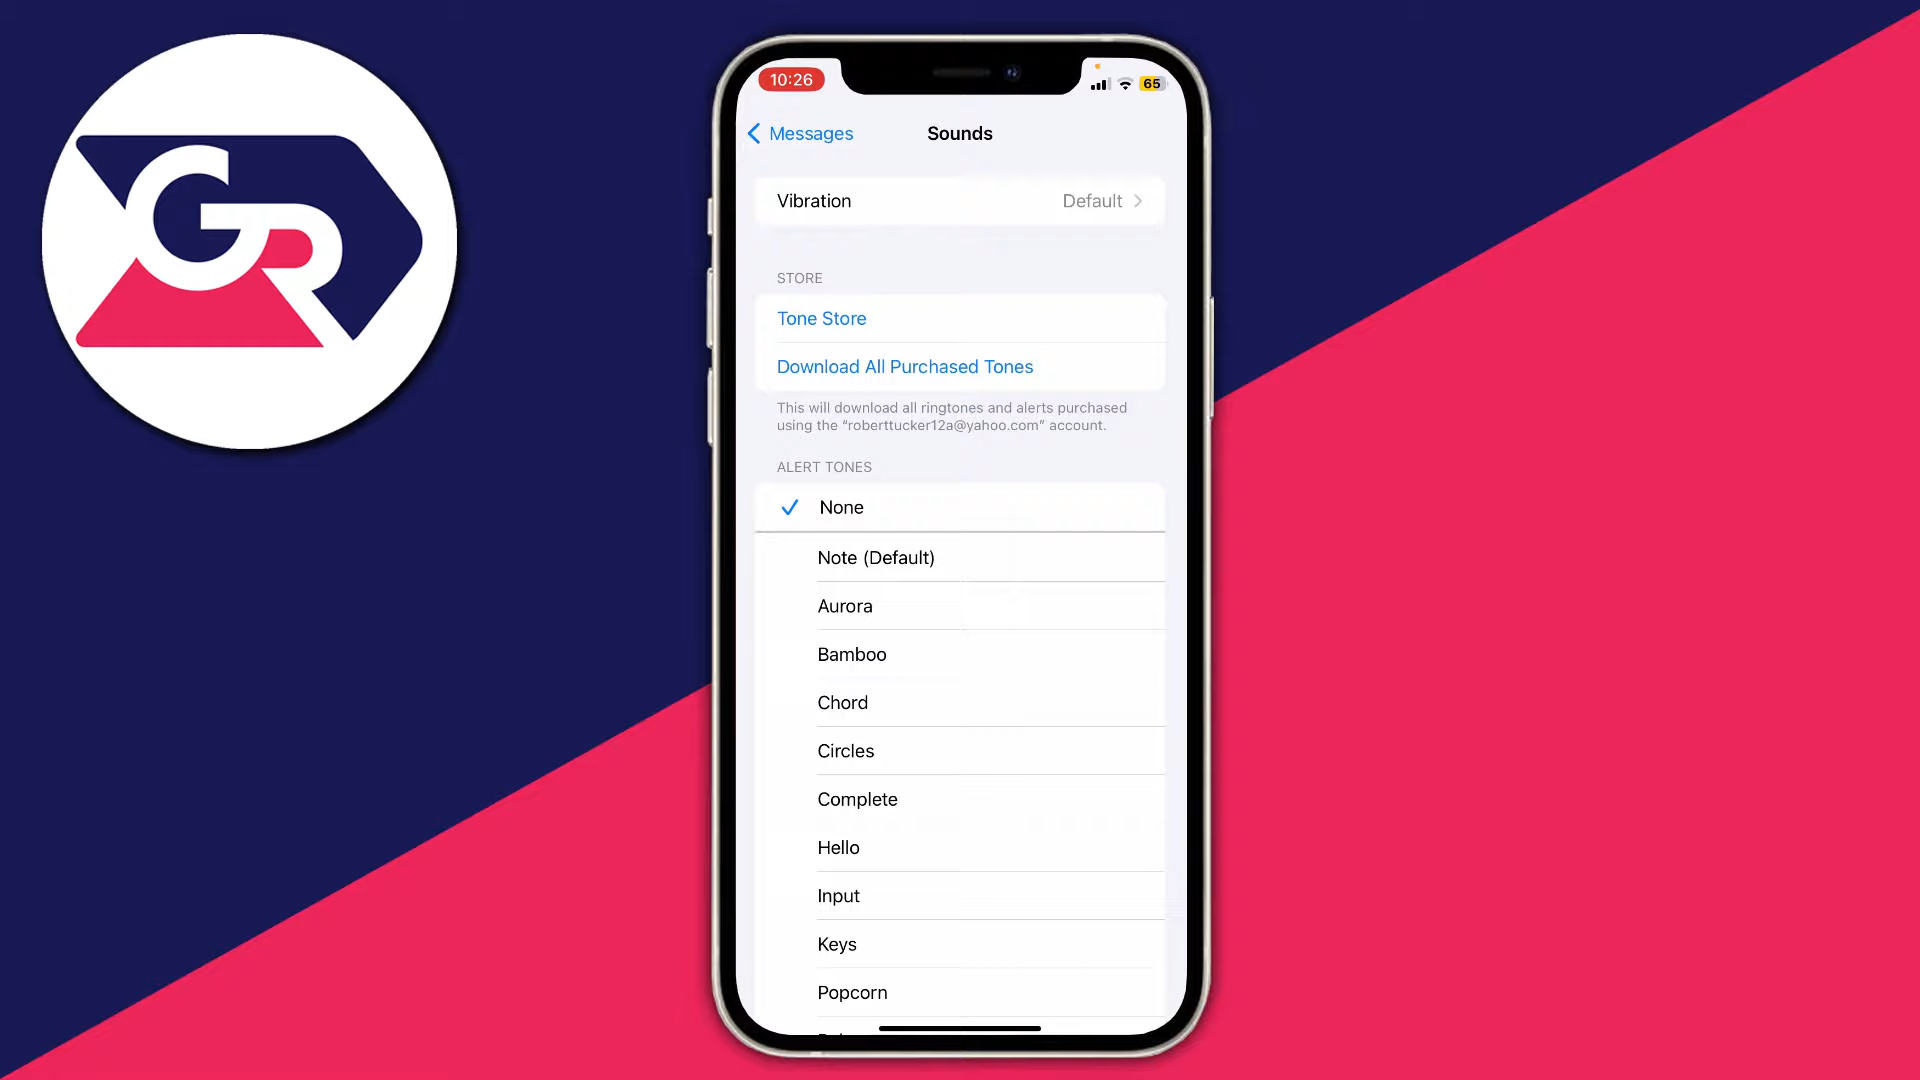 GR
10:26
65
Messages
Sounds
Vibration
Default
STORE
Tone Store
Download All Purchased Tones
This will download all ringtones and alerts purchased
using the “roberttucker12a@yahoo.com” account.
ALERT TONES
None
Note (Default)
Aurora
Bamboo
Chord
Circles
Complete
Hello
Input
Keys
Popcorn